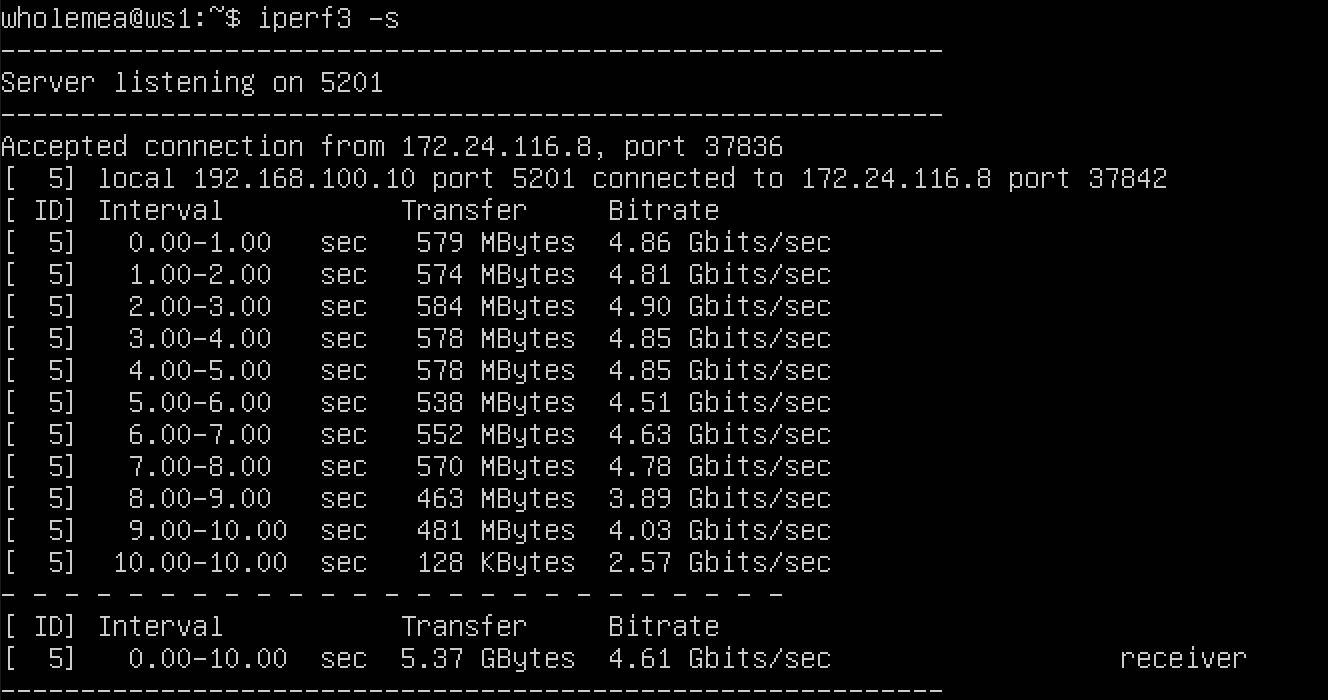 wholemea@ws1:~$ iperf3 -s
-----------------------------------------------------------
Server listening on 5201
-----------------------------------------------------------
Accepted connection from 172.24.116.8, port 37836
[  5] local 192.168.100.10 port 5201 connected to 172.24.116.8 port 37842
[ ID] Interval           Transfer     Bitrate
[  5]   0.00-1.00   sec   579 MBytes  4.86 Gbits/sec
[  5]   1.00-2.00   sec   574 MBytes  4.81 Gbits/sec
[  5]   2.00-3.00   sec   584 MBytes  4.90 Gbits/sec
[  5]   3.00-4.00   sec   578 MBytes  4.85 Gbits/sec
[  5]   4.00-5.00   sec   578 MBytes  4.85 Gbits/sec
[  5]   5.00-6.00   sec   538 MBytes  4.51 Gbits/sec
[  5]   6.00-7.00   sec   552 MBytes  4.63 Gbits/sec
[  5]   7.00-8.00   sec   570 MBytes  4.78 Gbits/sec
[  5]   8.00-9.00   sec   463 MBytes  3.89 Gbits/sec
[  5]   9.00-10.00  sec   481 MBytes  4.03 Gbits/sec
[  5]  10.00-10.00  sec   128 KBytes  2.57 Gbits/sec
- - - - - - - - - - - - - - - - - - - - - - - - -
[ ID] Interval           Transfer     Bitrate
[  5]   0.00-10.00  sec  5.37 GBytes  4.61 Gbits/sec                  receiver
-----------------------------------------------------------